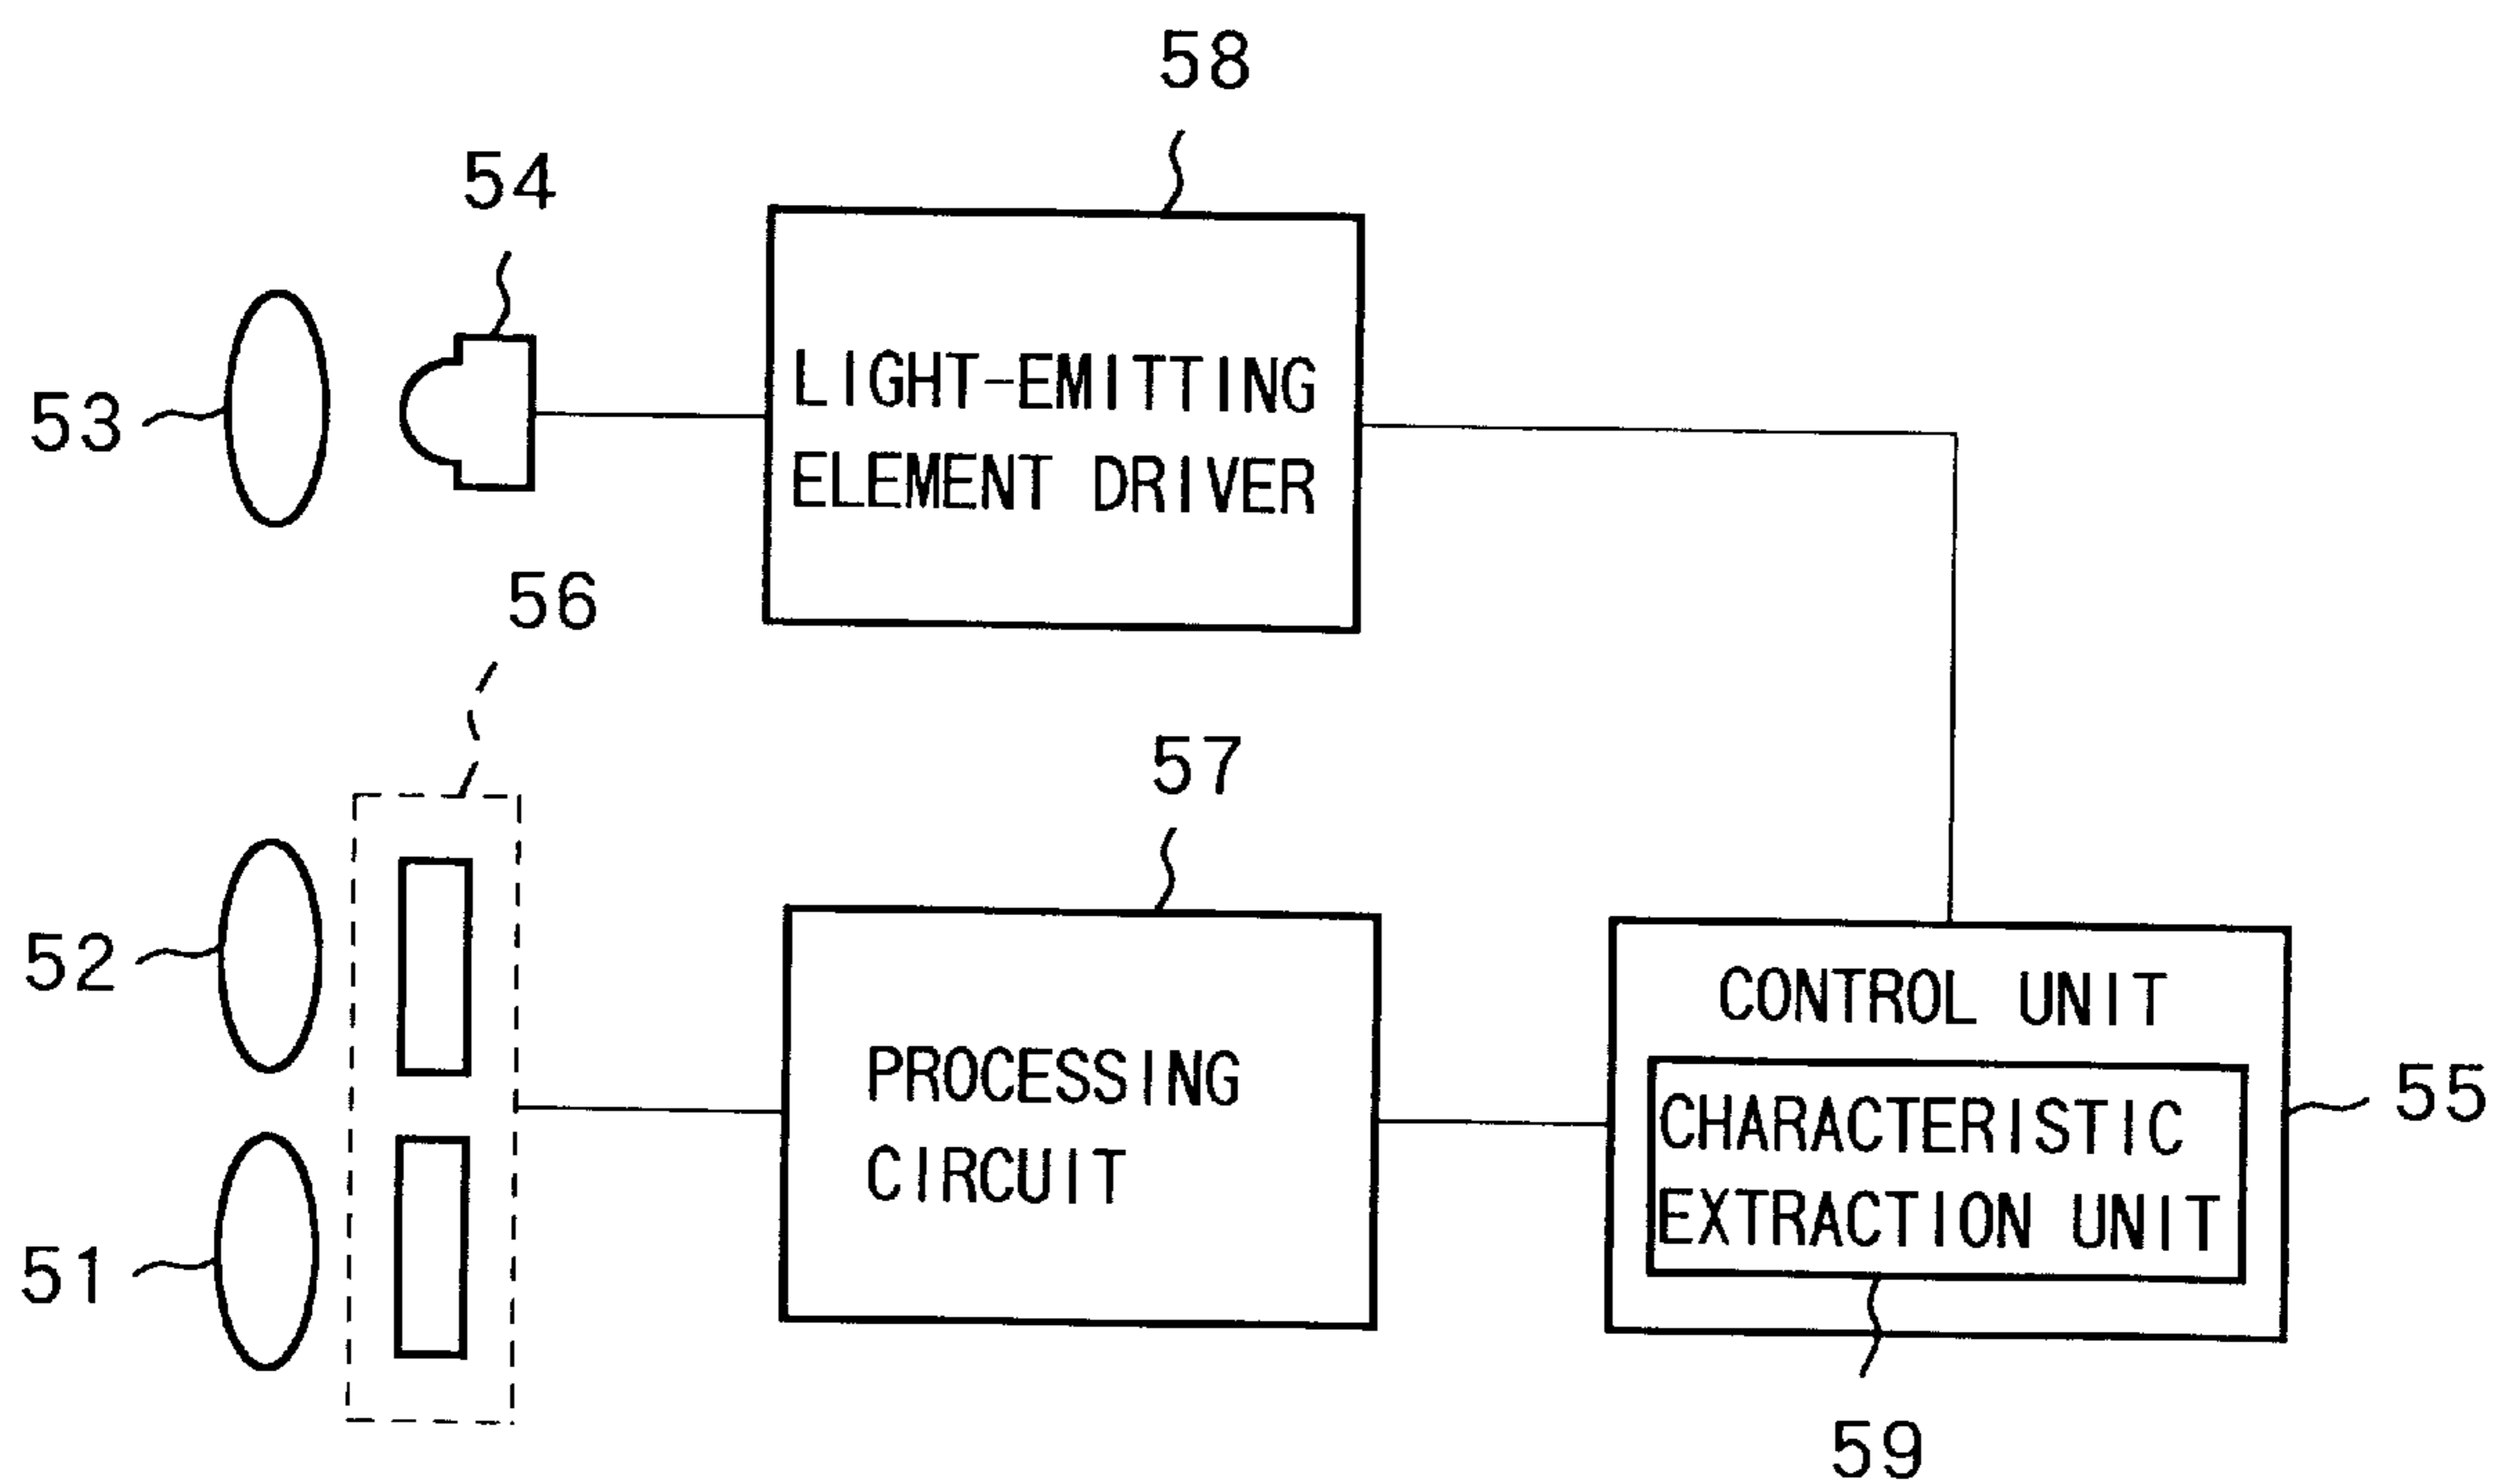 58
54
LIGHT-EMITTING
ELEMENT DRIVER
53
56
57
52
CONTROL UNIT
PROCESSING
CIRCUIT
CHARACTERISTIC
EXTRACTION UNIT
55
51
59